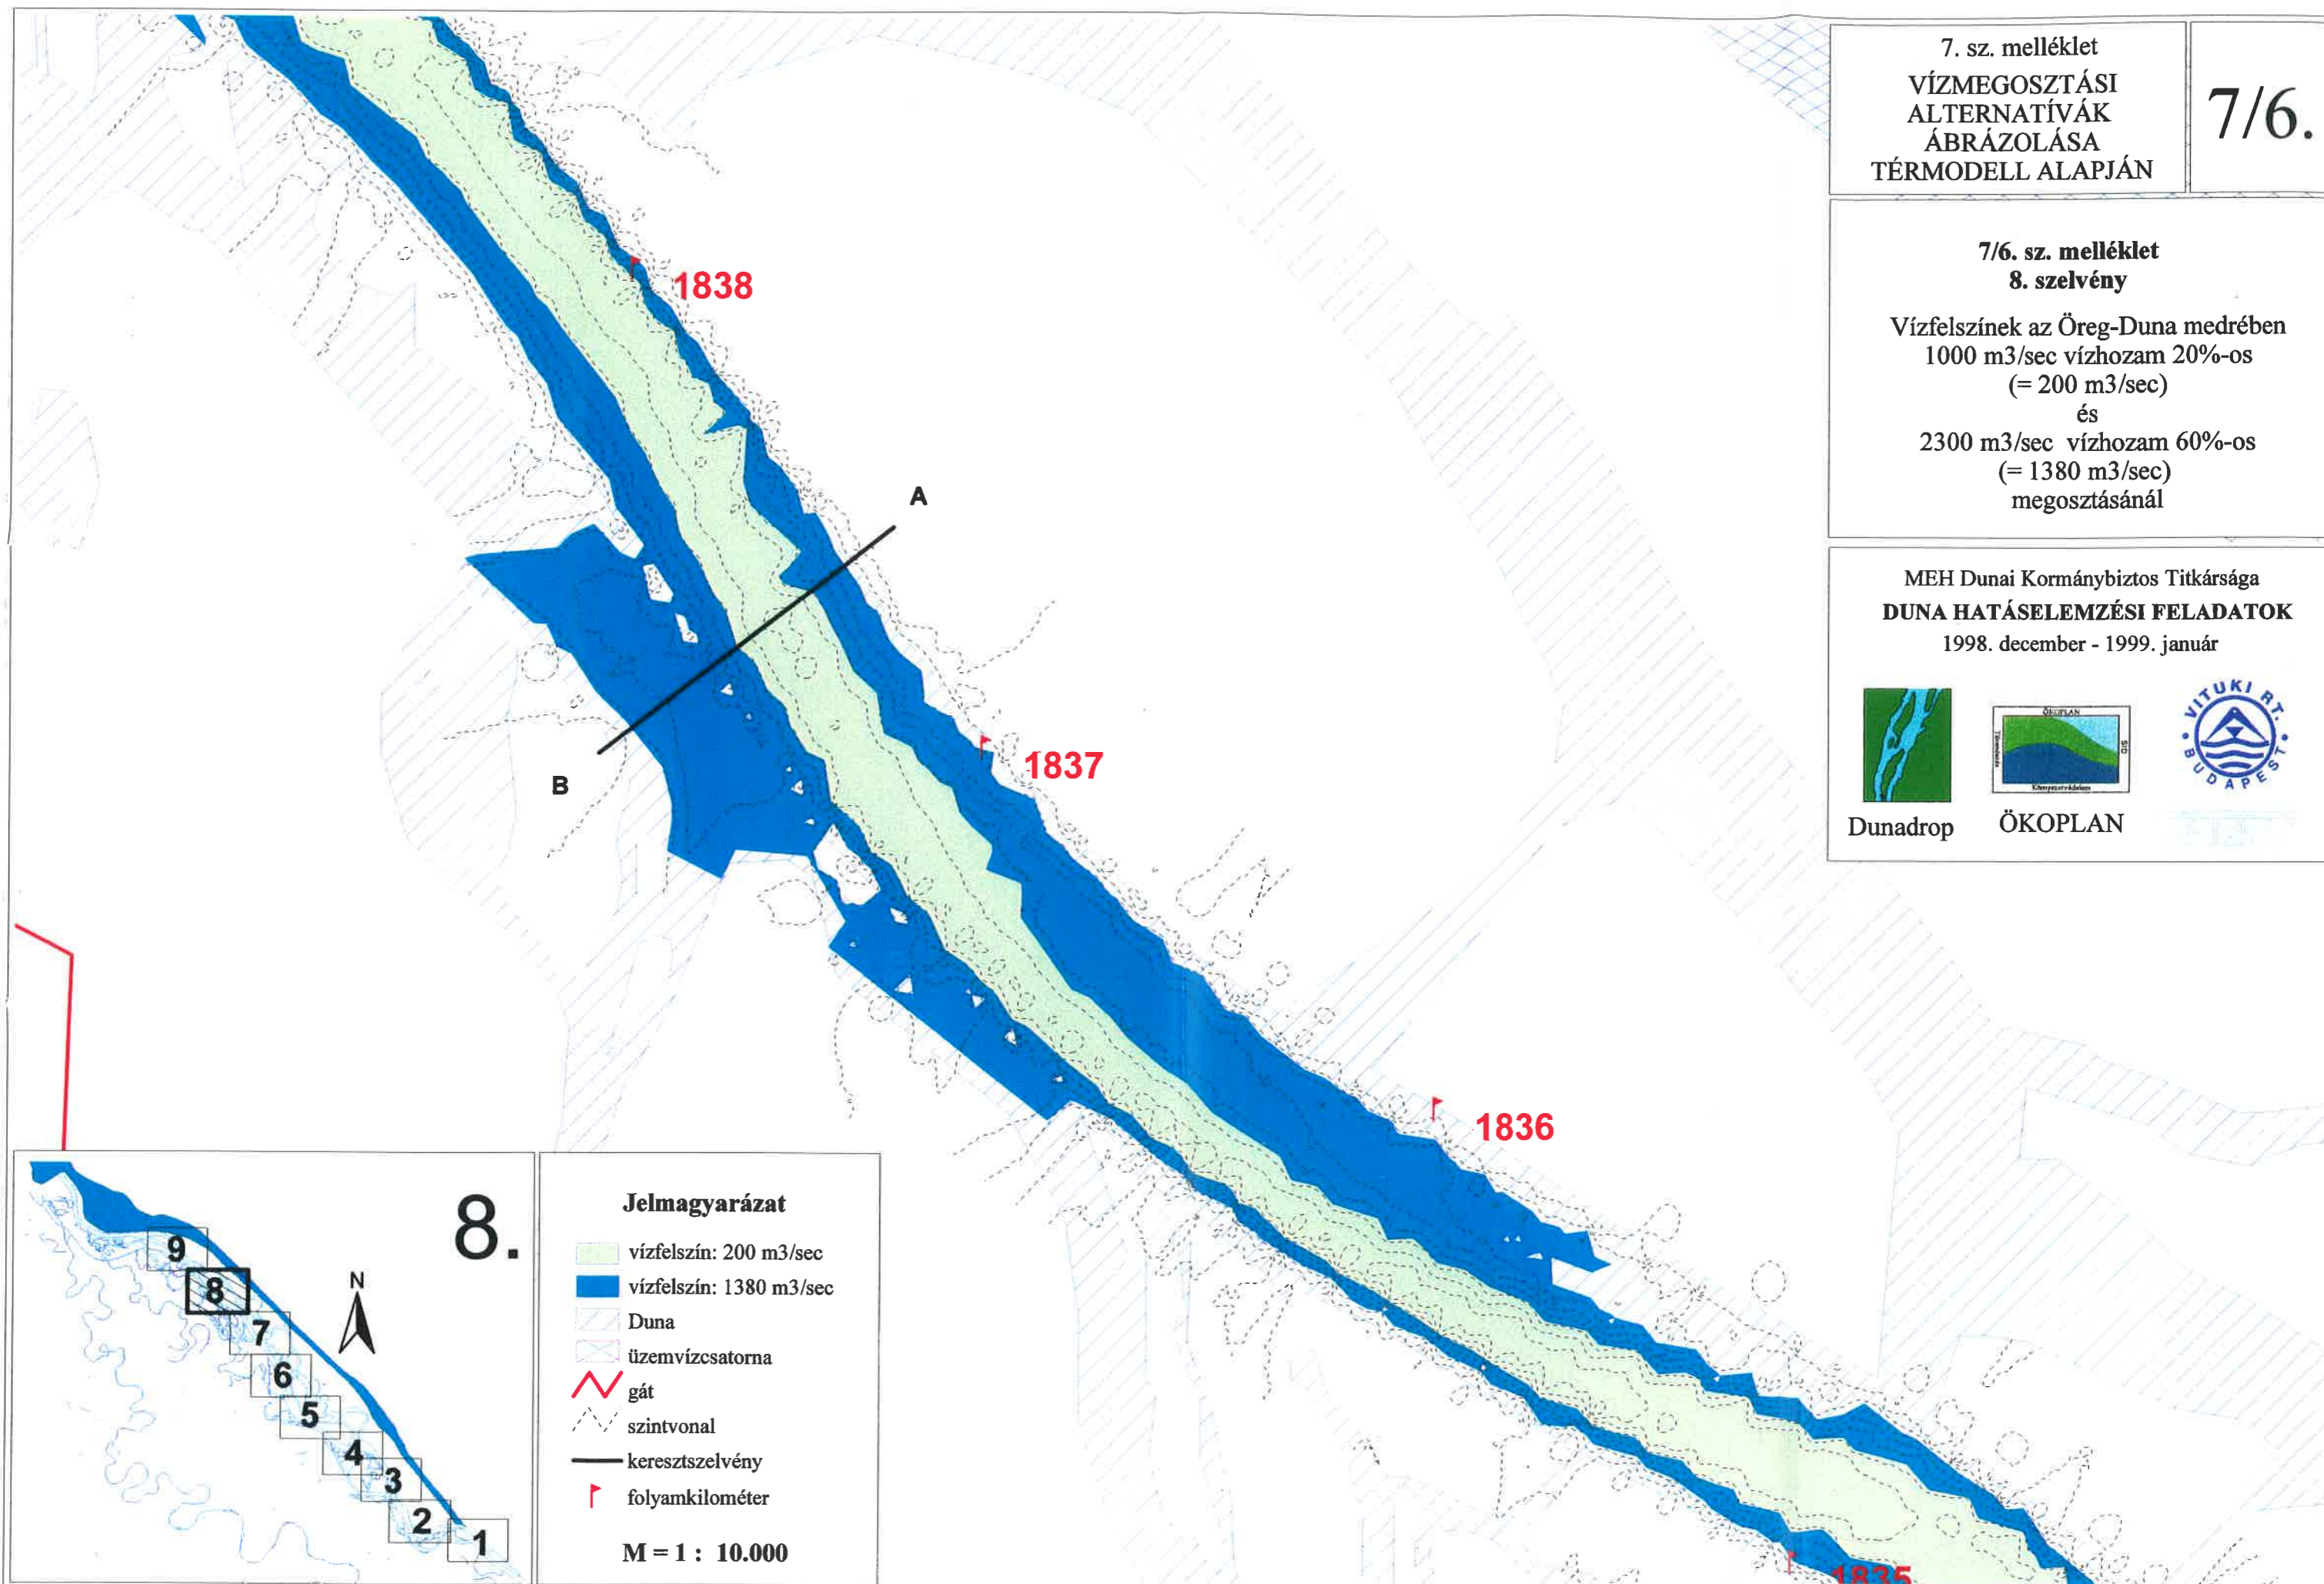 7. sz. melléklet
VÍZMEGOSZTÁSI
ALTERNATÍVÁK
ÁBRÁZOLÁSA
TÉRMODELL ALAPJÁN
7/6.
7/6. sz. melléklet
8. szelvény
Vízfelszínek az Öreg-Duna medrében
1000 m3/sec vízhozam 20%-os
(= 200 m3/sec)
és
2300 m3/sec vízhozam 60%-os
(= 1380 m3/sec)
megosztásánál
MEH Dunai Kormánybiztos Titkársága
DUNA HATÁSELEMZÉSI FELADATOK
1998. december - 1999. január
ÖKOPLAN
GIS
Környezetvédelem
VITUKI RT.
BUDAPEST
Dunadrop
ÖKOPLAN
1838
A
1837
B
1836
1835
8.
9
8
7
6
5
4
3
2
1
N
Jelmagyarázat
vízfelszín: 200 m3/sec
vízfelszín: 1380 m3/sec
Duna
üzemvízcsatorna
gát
szintvonal
keresztszelvény
folyamkilométer
M = 1 : 10.000